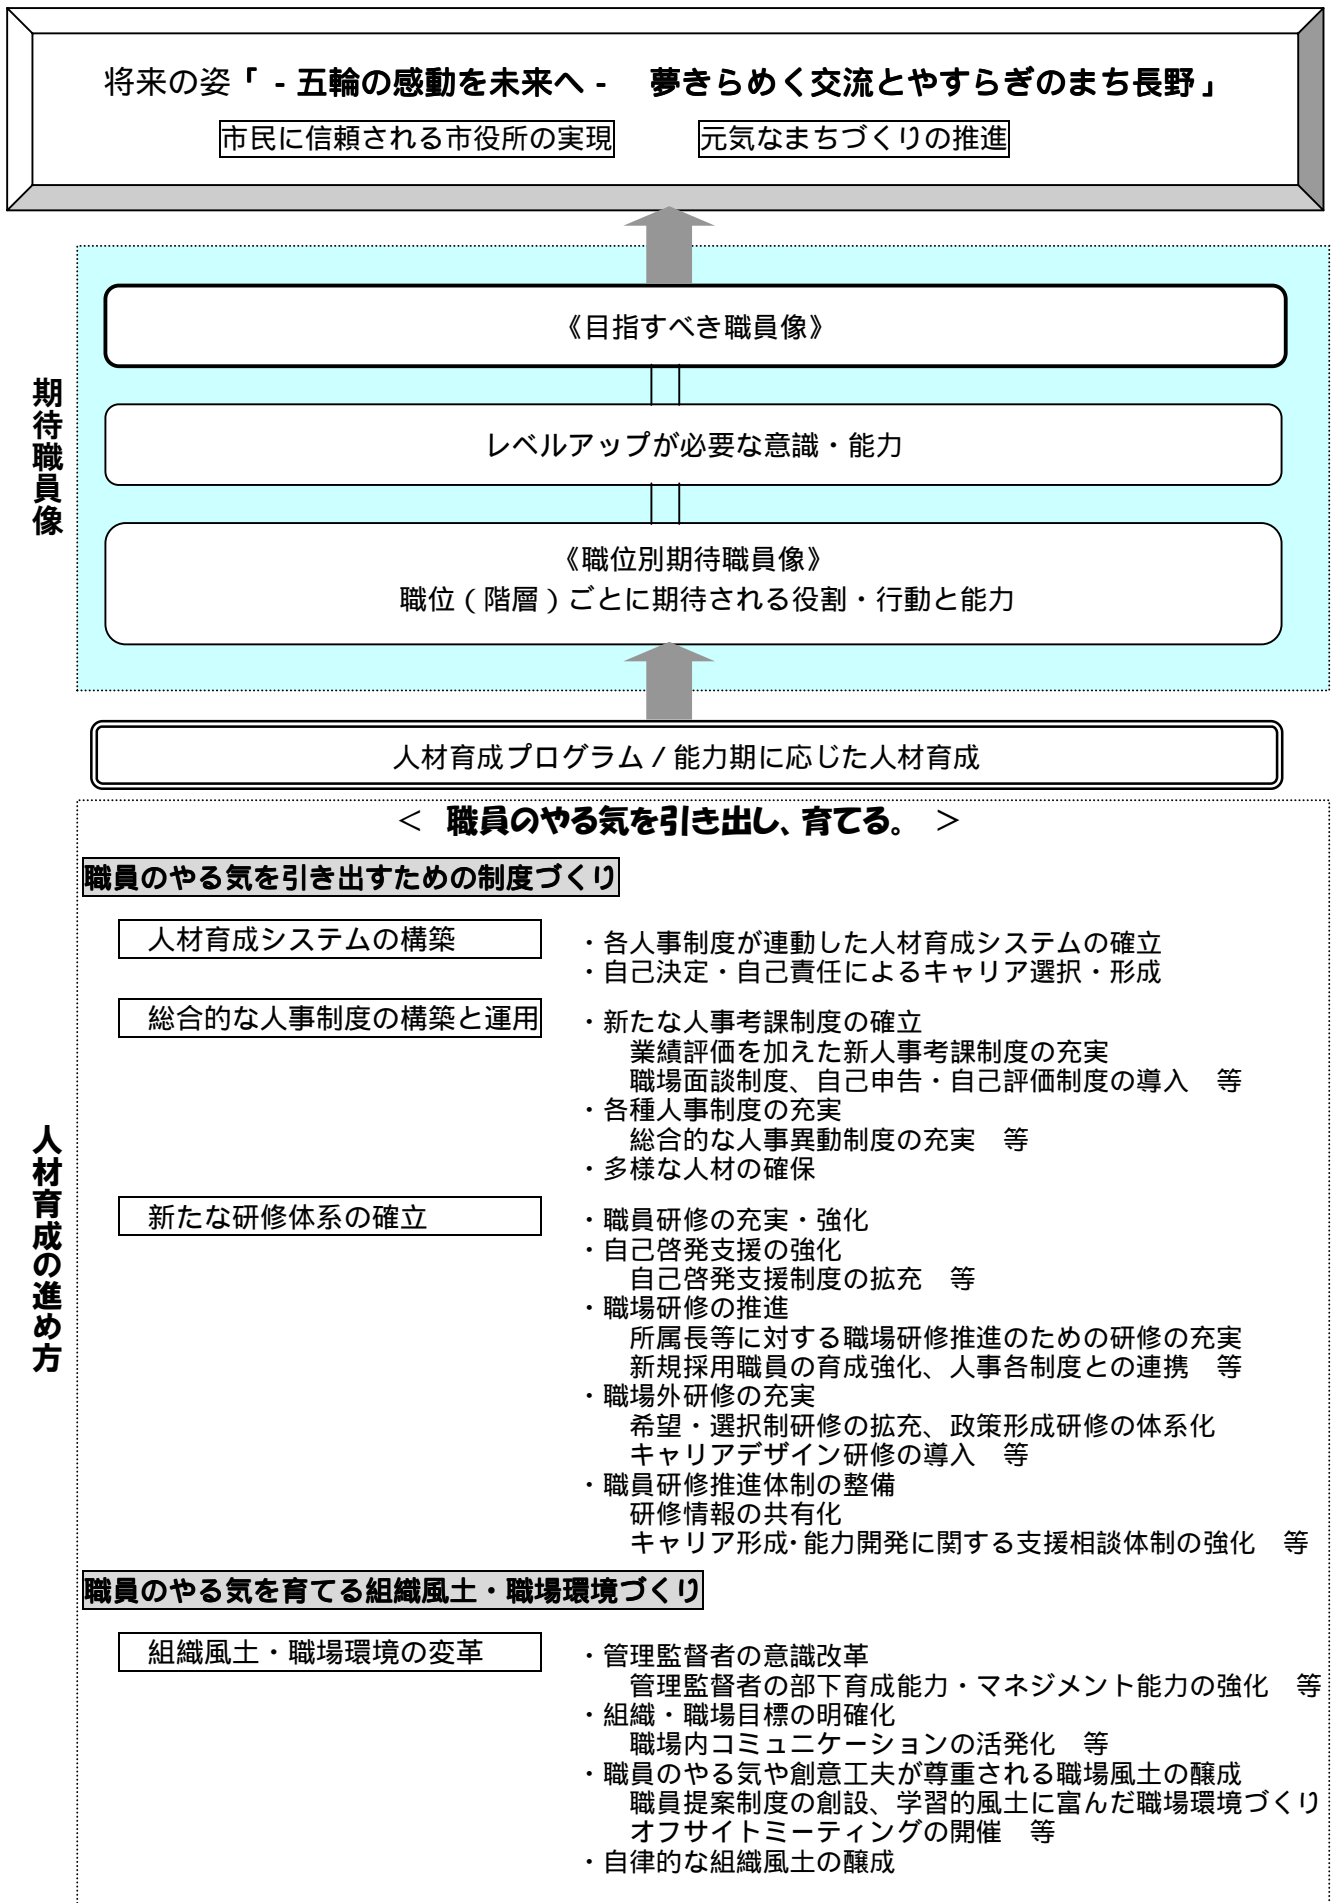 将来の姿「 - 五輪の感動を未来へ -　夢きらめく交流とやすらぎのまち長野」
市民に信頼される市役所の実現　元気なまちづくりの推進
期待職員像
《目指すべき職員像》
レベルアップが必要な意識・能力
《職位別期待職員像》
職位（階層）ごとに期待される役割・行動と能力
人材育成プログラム / 能力期に応じた人材育成
人材育成の進め方
＜　職員のやる気を引き出し、育てる。　＞
職員のやる気を引き出すための制度づくり
人材育成システムの構築
・各人事制度が連動した人材育成システムの確立
・自己決定・自己責任によるキャリア選択・形成
総合的な人事制度の構築と運用
・新たな人事考課制度の確立
業績評価を加えた新人事考課制度の充実
職場面談制度、自己申告・自己評価制度の導入　等
・各種人事制度の充実
総合的な人事異動制度の充実　等
・多様な人材の確保
新たな研修体系の確立
・職員研修の充実・強化
・自己啓発支援の強化
自己啓発支援制度の拡充　等
・職場研修の推進
所属長等に対する職場研修推進のための研修の充実
新規採用職員の育成強化、人事各制度との連携　等
・職場外研修の充実
希望・選択制研修の拡充、政策形成研修の体系化
キャリアデザイン研修の導入　等
・職員研修推進体制の整備
研修情報の共有化
キャリア形成・能力開発に関する支援相談体制の強化　等
職員のやる気を育てる組織風土・職場環境づくり
組織風土・職場環境の変革
・管理監督者の意識改革
管理監督者の部下育成能力・マネジメント能力の強化　等
・組織・職場目標の明確化
職場内コミュニケーションの活発化　等
・職員のやる気や創意工夫が尊重される職場風土の醸成
職員提案制度の創設、学習的風土に富んだ職場環境づくり
オフサイトミーティングの開催　等
・自律的な組織風土の醸成